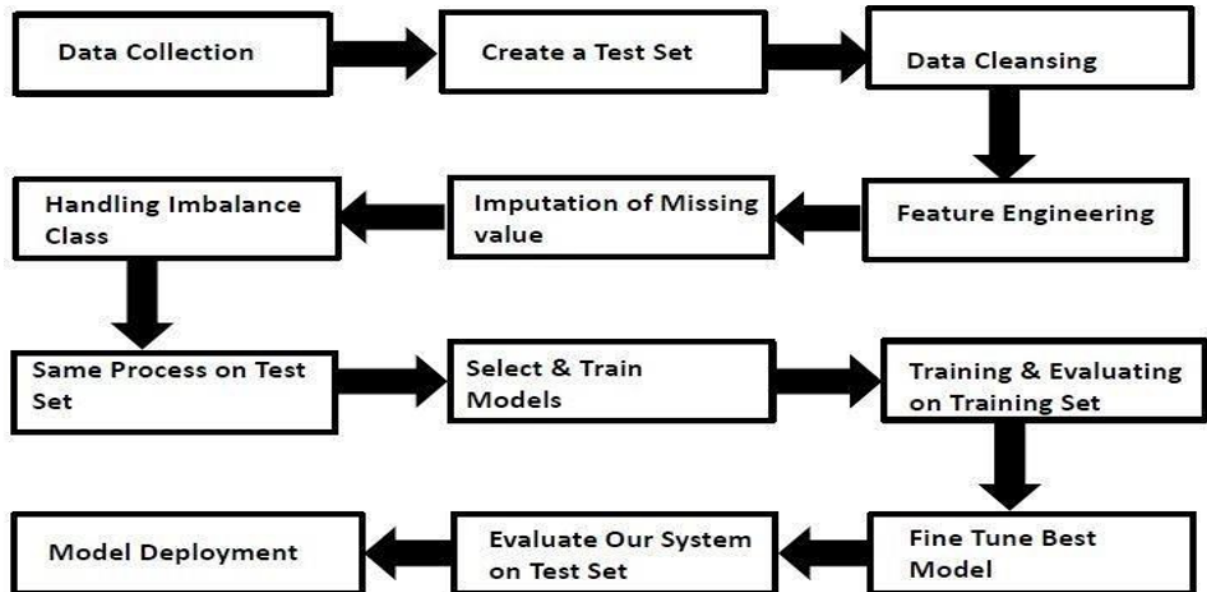 Data Collection
Create a Test Set
Data Cleansing
Feature Engineering
Imputation of Missing
value
Handling Imbalance
Class
Same Process on Test
Set
Select & Train
Models
Training & Evaluating
on Training Set
Fine Tune Best
Model
Evaluate Our System
on Test Set
Model Deployment